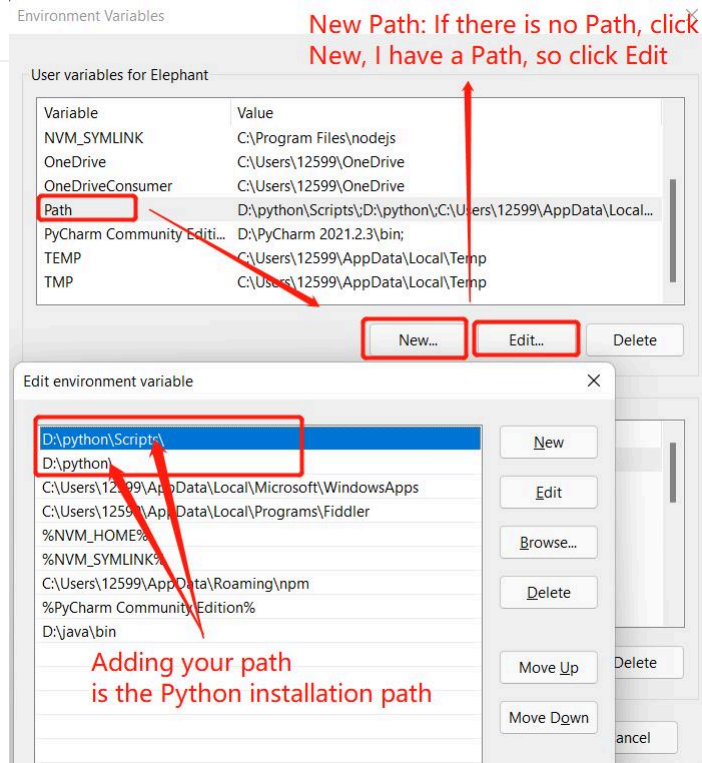 Environment Variables
New Path: If there is no Path, click
New, I have a Path, so click Edit
User variables for Elephant
Variable Value
NVM_SYMLINK C:\Program Files\nodejs
OneDrive C:\Users\12599\OneDrive
OneDriveConsumer C:\Users\12599\OneDrive
Path D:\python\Scripts\;D:\python\;C:\Users\12599\AppData\Local...
PyCharm Community Editi... D:\PyCharm 2021.2.3\bin;
TEMP C:\Users\12599\AppData\Local\Temp
TMP C:\Users\12599\AppData\Local\Temp
New... Edit... Delete
Edit environment variable
D:\python\Scripts\
D:\python\
C:\Users\12599\AppData\Local\Microsoft\WindowsApps
C:\Users\12599\AppData\Local\Programs\Fiddler
%NVM_HOME%
%NVM_SYMLINK%
C:\Users\12599\AppData\Roaming\npm
%PyCharm Community Edition%
D:\java\bin
New
Edit
Browse...
Delete
Move Up
Move Down
Adding your path
is the Python installation path
Delete
ancel